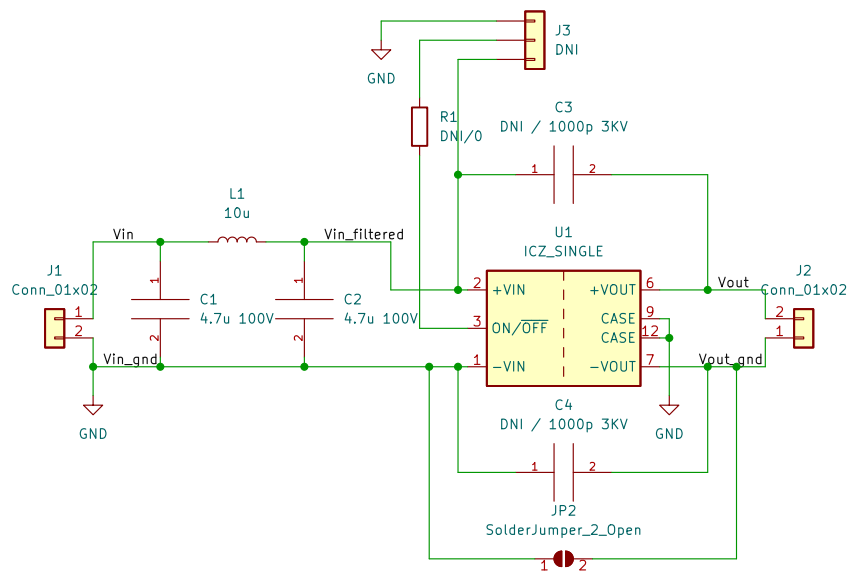 J3
DNI
GND
C3
DNI / 1000p 3KV
R1
DNI/0
1
2
L1
10u
Vin
Vin_filtered
U1
ICZ_SINGLE
J1
Conn_01x02
1
2
1
C1
4.7u 100V
2
1
C2
4.7u 100V
2
2
+VIN
+VOUT
6
Vout
J2
Conn_01x02
3
ON/OFF
CASE
9
CASE
12
2
1
Vin_gnd
1
-VIN
-VOUT
7
Vout_gnd
GND
GND
C4
DNI / 1000p 3KV
1
2
JP2
SolderJumper_2_Open
1
2